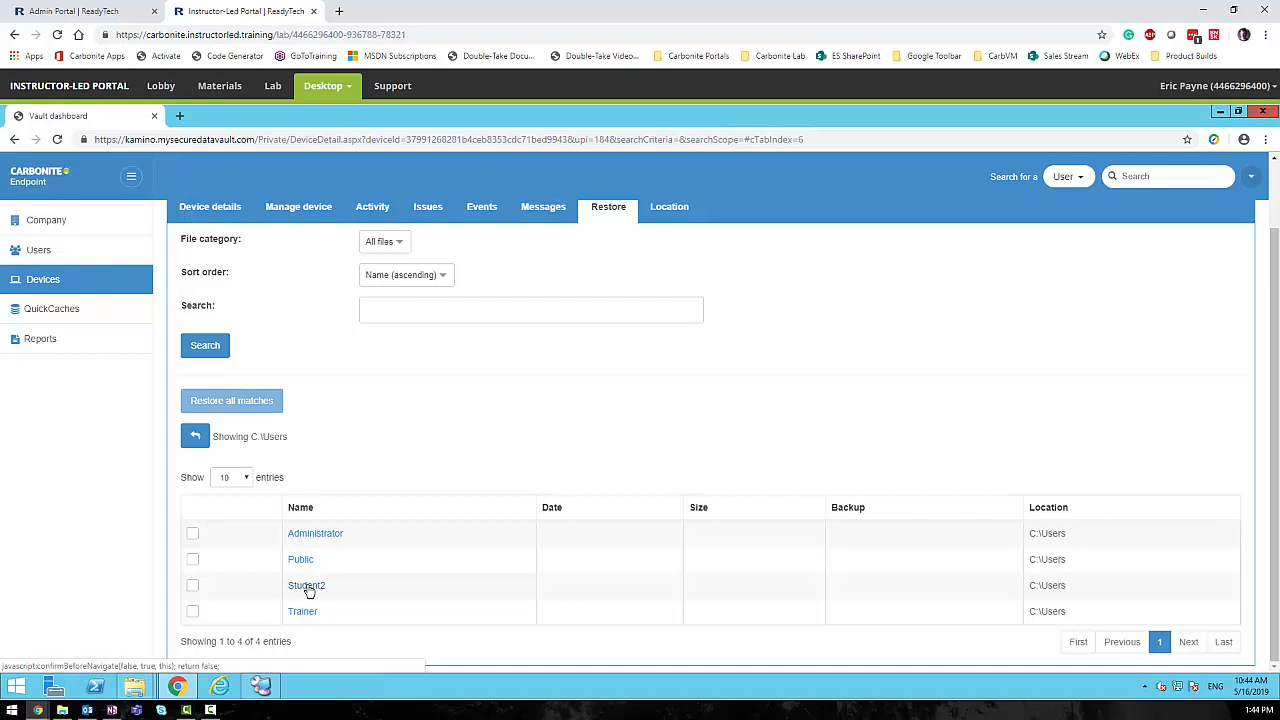 Admin Portal | ReadyTech
Instructor-Led Portal | ReadyTech
https://carbonite.instructorled.training/lab/4466296400-936788-78321
Apps
Carbonite Apps
Activate
Code Generator
GoToTraining
MSDN Subscriptions
Double-Take Docu...
Double-Take Video...
Carbonite Portals
Carbonite Lab
ES SharePoint
Google Toolbar
CarbVM
Sales Stream
WebEx
Product Builds
INSTRUCTOR-LED PORTAL
Lobby
Materials
Lab
Desktop
Support
Eric Payne (4466296400)
Vault dashboard
https://kamino.mysecuredatavault.com/Private/DeviceDetail.aspx?deviceId=37991268281b4ceb8353cdc71bed9943&upi=184&searchCriteria=&searchScope=#cTabIndex=6
CARBONITE
Endpoint
Search for a
User
Search
Company
Users
Devices
QuickCaches
Reports
Device details
Manage device
Activity
Issues
Events
Messages
Restore
Location
File category:
All files
Sort order:
Name (ascending)
Search:
Search
Restore all matches
Showing C:\Users
Show 10 entries
Name Date Size Backup Location
Administrator C:\Users
Public C:\Users
Student2 C:\Users
Trainer C:\Users
Showing 1 to 4 of 4 entries
First Previous 1 Next Last
javascript:confirmBeforeNavigate(false, true, this); return false;
ENG
10:44 AM
5/16/2019
1:44 PM